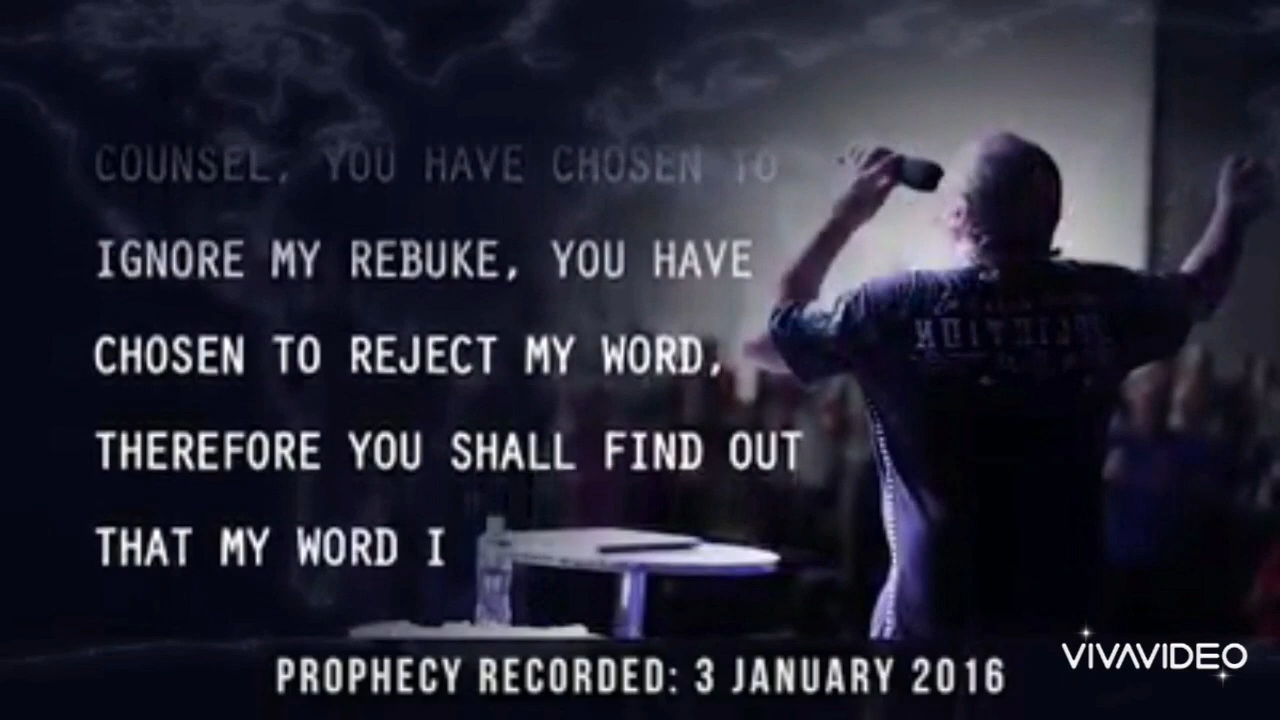 COUNSEL, YOU HAVE CHOSEN TO
IGNORE MY REBUKE, YOU HAVE
CHOSEN TO REJECT MY WORD,
THEREFORE YOU SHALL FIND OUT
THAT MY WORD I
PROPHECY RECORDED: 3 JANUARY 2016
VIVAVIDEO